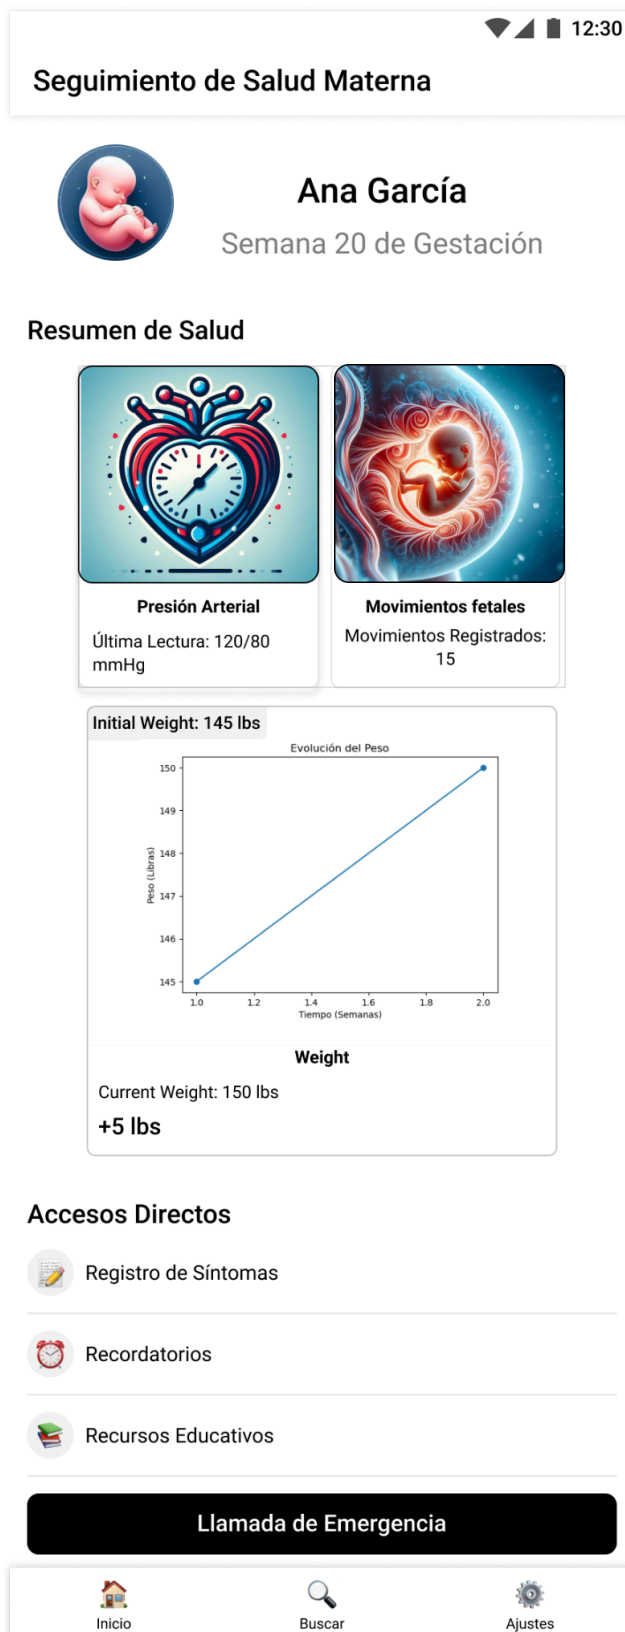 12:30
Seguimiento de Salud Materna
Ana García
Semana 20 de Gestación
Resumen de Salud
Presión Arterial
Última Lectura: 120/80
mmHg
Movimientos fetales
Movimientos Registrados:
15
Initial Weight: 145 lbs
Evolución del Peso
150
149
148
147
146
145
Peso (Libras)
1.0 1.2 1.4 1.6 1.8 2.0
Tiempo (Semanas)
Weight
Current Weight: 150 lbs
+5 lbs
Accesos Directos
Registro de Síntomas
Recordatorios
Recursos Educativos
Llamada de Emergencia
Inicio Buscar Ajustes